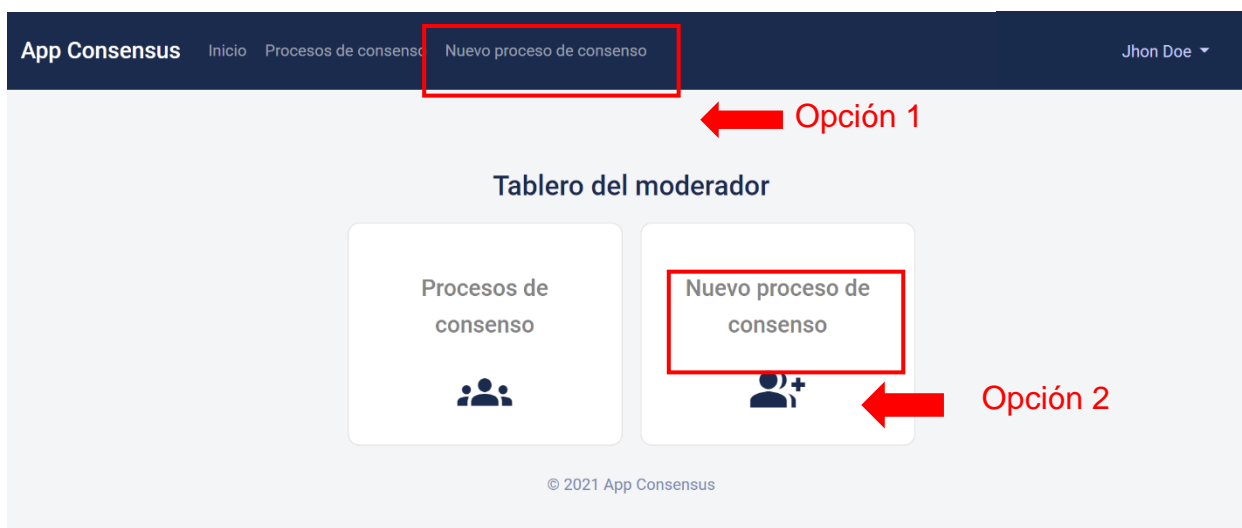 App Consensus Inicio Procesos de consenso Nuevo proceso de consenso Jhon Doe
Opción 1
Tablero del moderador
Procesos de
consenso
Nuevo proceso de
consenso
Opción 2
© 2021 App Consensus